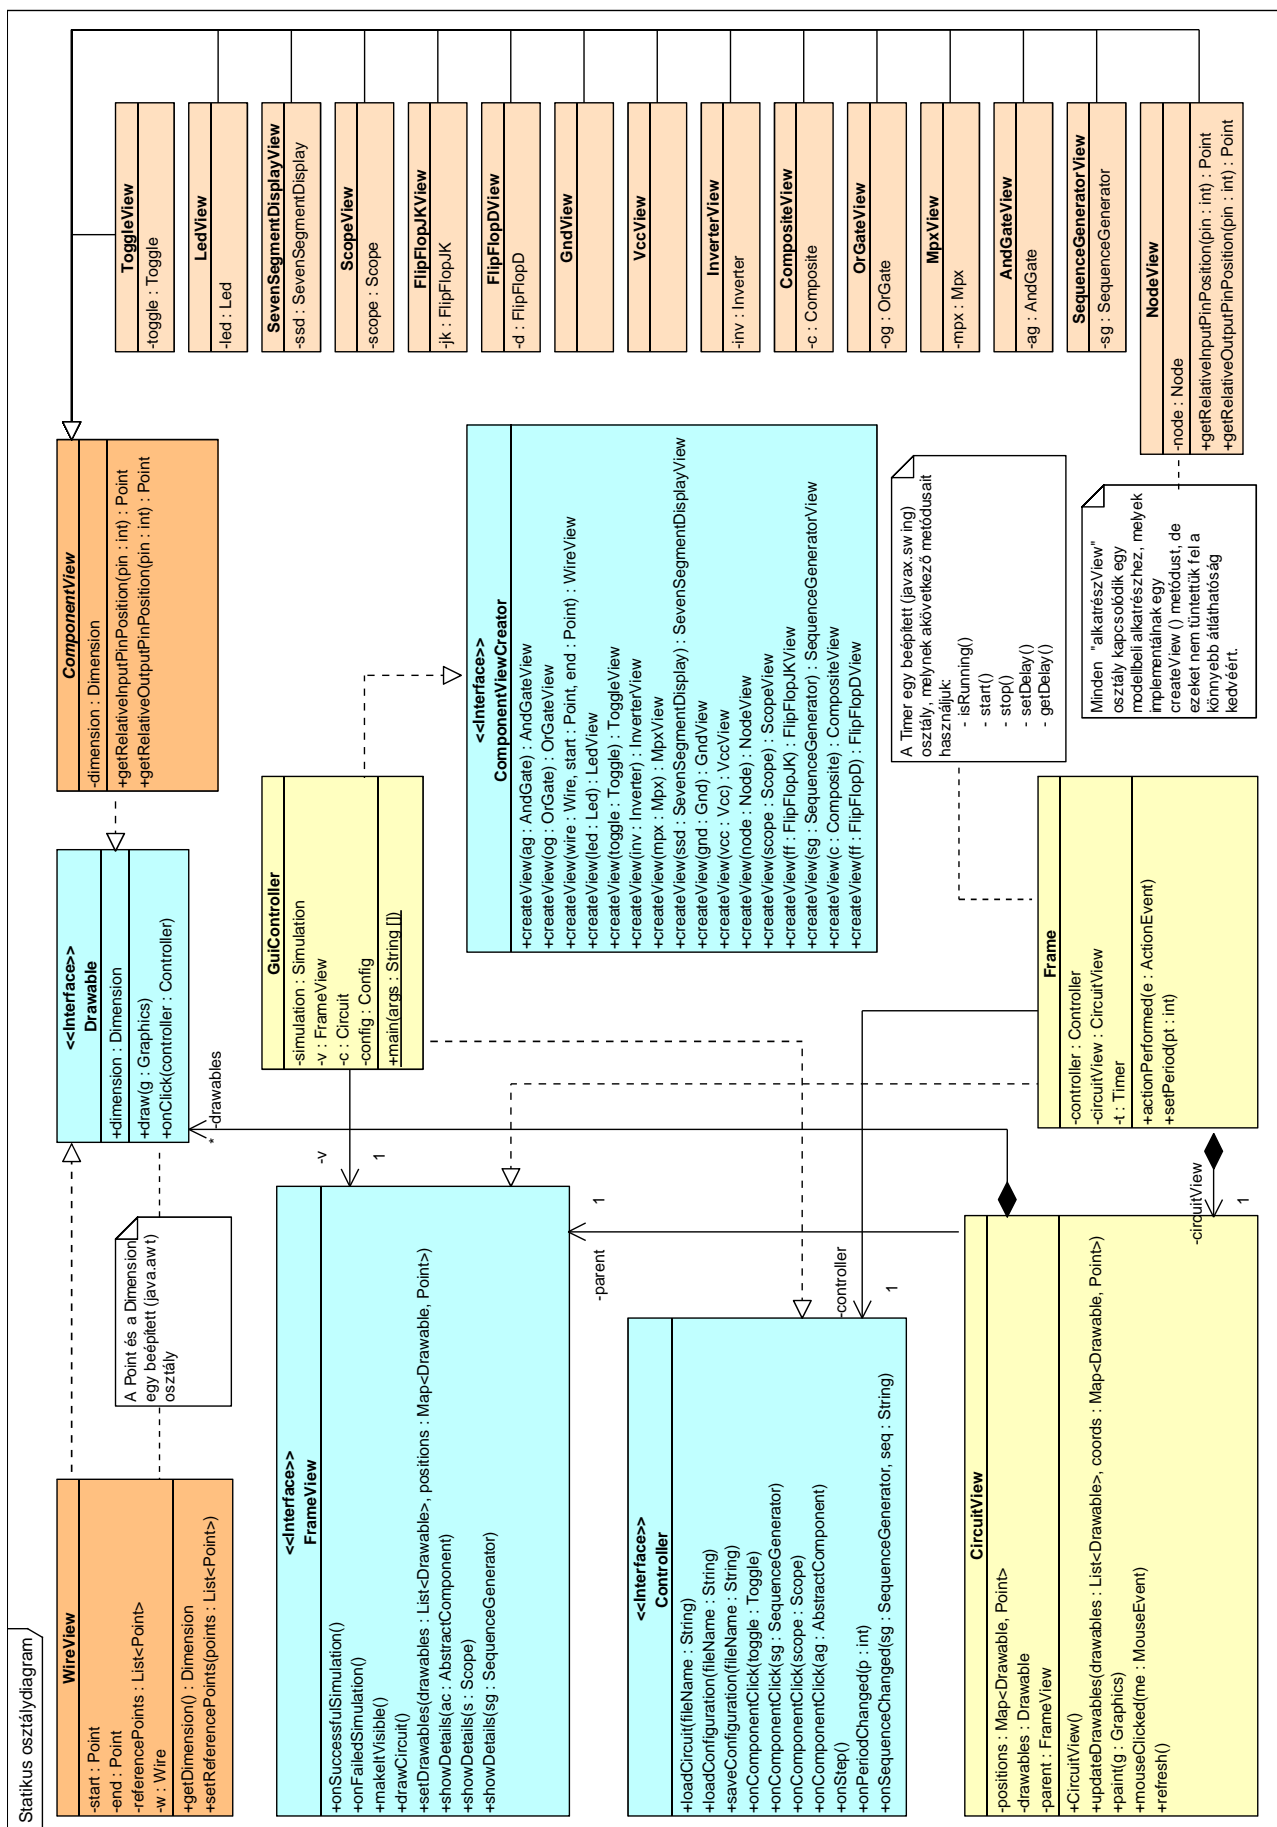 Statikus osztálydiagram
WireView
-start : Point
-end : Point
-referencePoints : List<Point>
-w : Wire
+getDimension() : Dimension
+setReferencePoints(points : List<Point>)
A Point és a Dimension
egy beépített (java.awt)
osztály
<<Interface>>
Drawable
+dimension : Dimension
+draw(g : Graphics)
+onClick(controller : Controller)
*
-drawables
ComponentView
-dimension : Dimension
+getRelativeInputPinPosition(pin : int) : Point
+getRelativeOuputPinPosition(pin : int) : Point
ToggleView
-toggle : Toggle
LedView
-led : Led
SevenSegmentDisplayView
-ssd : SevenSegmentDisplay
ScopeView
-scope : Scope
FlipFlopJKView
-jk : FlipFlopJK
FlipFlopDView
-d : FlipFlopD
GndView
VccView
InverterView
-inv : Inverter
CompositeView
-c : Composite
OrGateView
-og : OrGate
MpxView
-mpx : Mpx
AndGateView
-ag : AndGate
SequenceGeneratorView
-sg : SequenceGenerator
NodeView
-node : Node
+getRelativeInputPinPosition(pin : int) : Point
+getRelativeOutputPinPosition(pin : int) : Point
<<Interface>>
FrameView
+onSuccessfulSimulation()
+onFailedSimulation()
+makeItVisible()
+drawCircuit()
+setDrawables(drawables : List<Drawable>, positions : Map<Drawable, Point>)
+showDetails(ac : AbstractComponent)
+showDetails(s : Scope)
+showDetails(sg : SequenceGenerator)
-v
1
GuiController
-simulation : Simulation
-v : FrameView
-c : Circuit
-config : Config
+main(args : String [])
<<Interface>>
ComponentViewCreator
+createView(ag : AndGate) : AndGateView
+createView(og : OrGate) : OrGateView
+createView(wire : Wire, start : Point, end : Point) : WireView
+createView(led : Led) : LedView
+createView(toggle : Toggle) : ToggleView
+createView(inv : Inverter) : InverterView
+createView(mpx : Mpx) : MpxView
+createView(ssd : SevenSegmentDisplay) : SevenSegmentDisplayView
+createView(gnd : Gnd) : GndView
+createView(vcc : Vcc) : VccView
+createView(node : Node) : NodeView
+createView(scope : Scope) : ScopeView
+createView(ff : FlipFlopJK) : FlipFlopJKView
+createView(sg : SequenceGenerator) : SequenceGeneratorView
+createView(c : Composite) : CompositeView
+createView(ff : FlipFlopD) : FlipFlopDView
-parent
1
<<Interface>>
Controller
+loadCircuit(fileName : String)
+loadConfiguration(fileName : String)
+saveConfiguration(fileName : String)
+onComponentClick(toggle : Toggle)
+onComponentClick(sg : SequenceGenerator)
+onComponentClick(scope : Scope)
+onComponentClick(ag : AbstractComponent)
+onStep()
+onPeriodChanged(p : int)
+onSequenceChanged(sg : SequenceGenerator, seq : String)
-controller
1
A Timer egy beépített (javax.sw ing)
osztály, melynek akövetkező metódusait
használjuk:
- isRunning()
- start()
- stop()
- setDelay()
- getDelay()
CircuitView
-positions : Map<Drawable, Point>
-drawables : Drawable
-parent : FrameView
+CircuitView()
+updateDrawables(drawables : List<Drawable>, coords : Map<Drawable, Point>)
+paint(g : Graphics)
+mouseClicked(me : MouseEvent)
+refresh()
-circuitView
1
Frame
-controller : Controller
-circuitView : CircuitView
-t : Timer
+actionPerformed(e : ActionEvent)
+setPeriod(pt : int)
Minden "alkatrészView"
osztály kapcsolódik egy
modellbeli alkatrészhez, melyek
implementálnak egy
createView () metódust, de
ezeket nem tüntettük fel a
könnyebb átláthatóság
kedvéért.